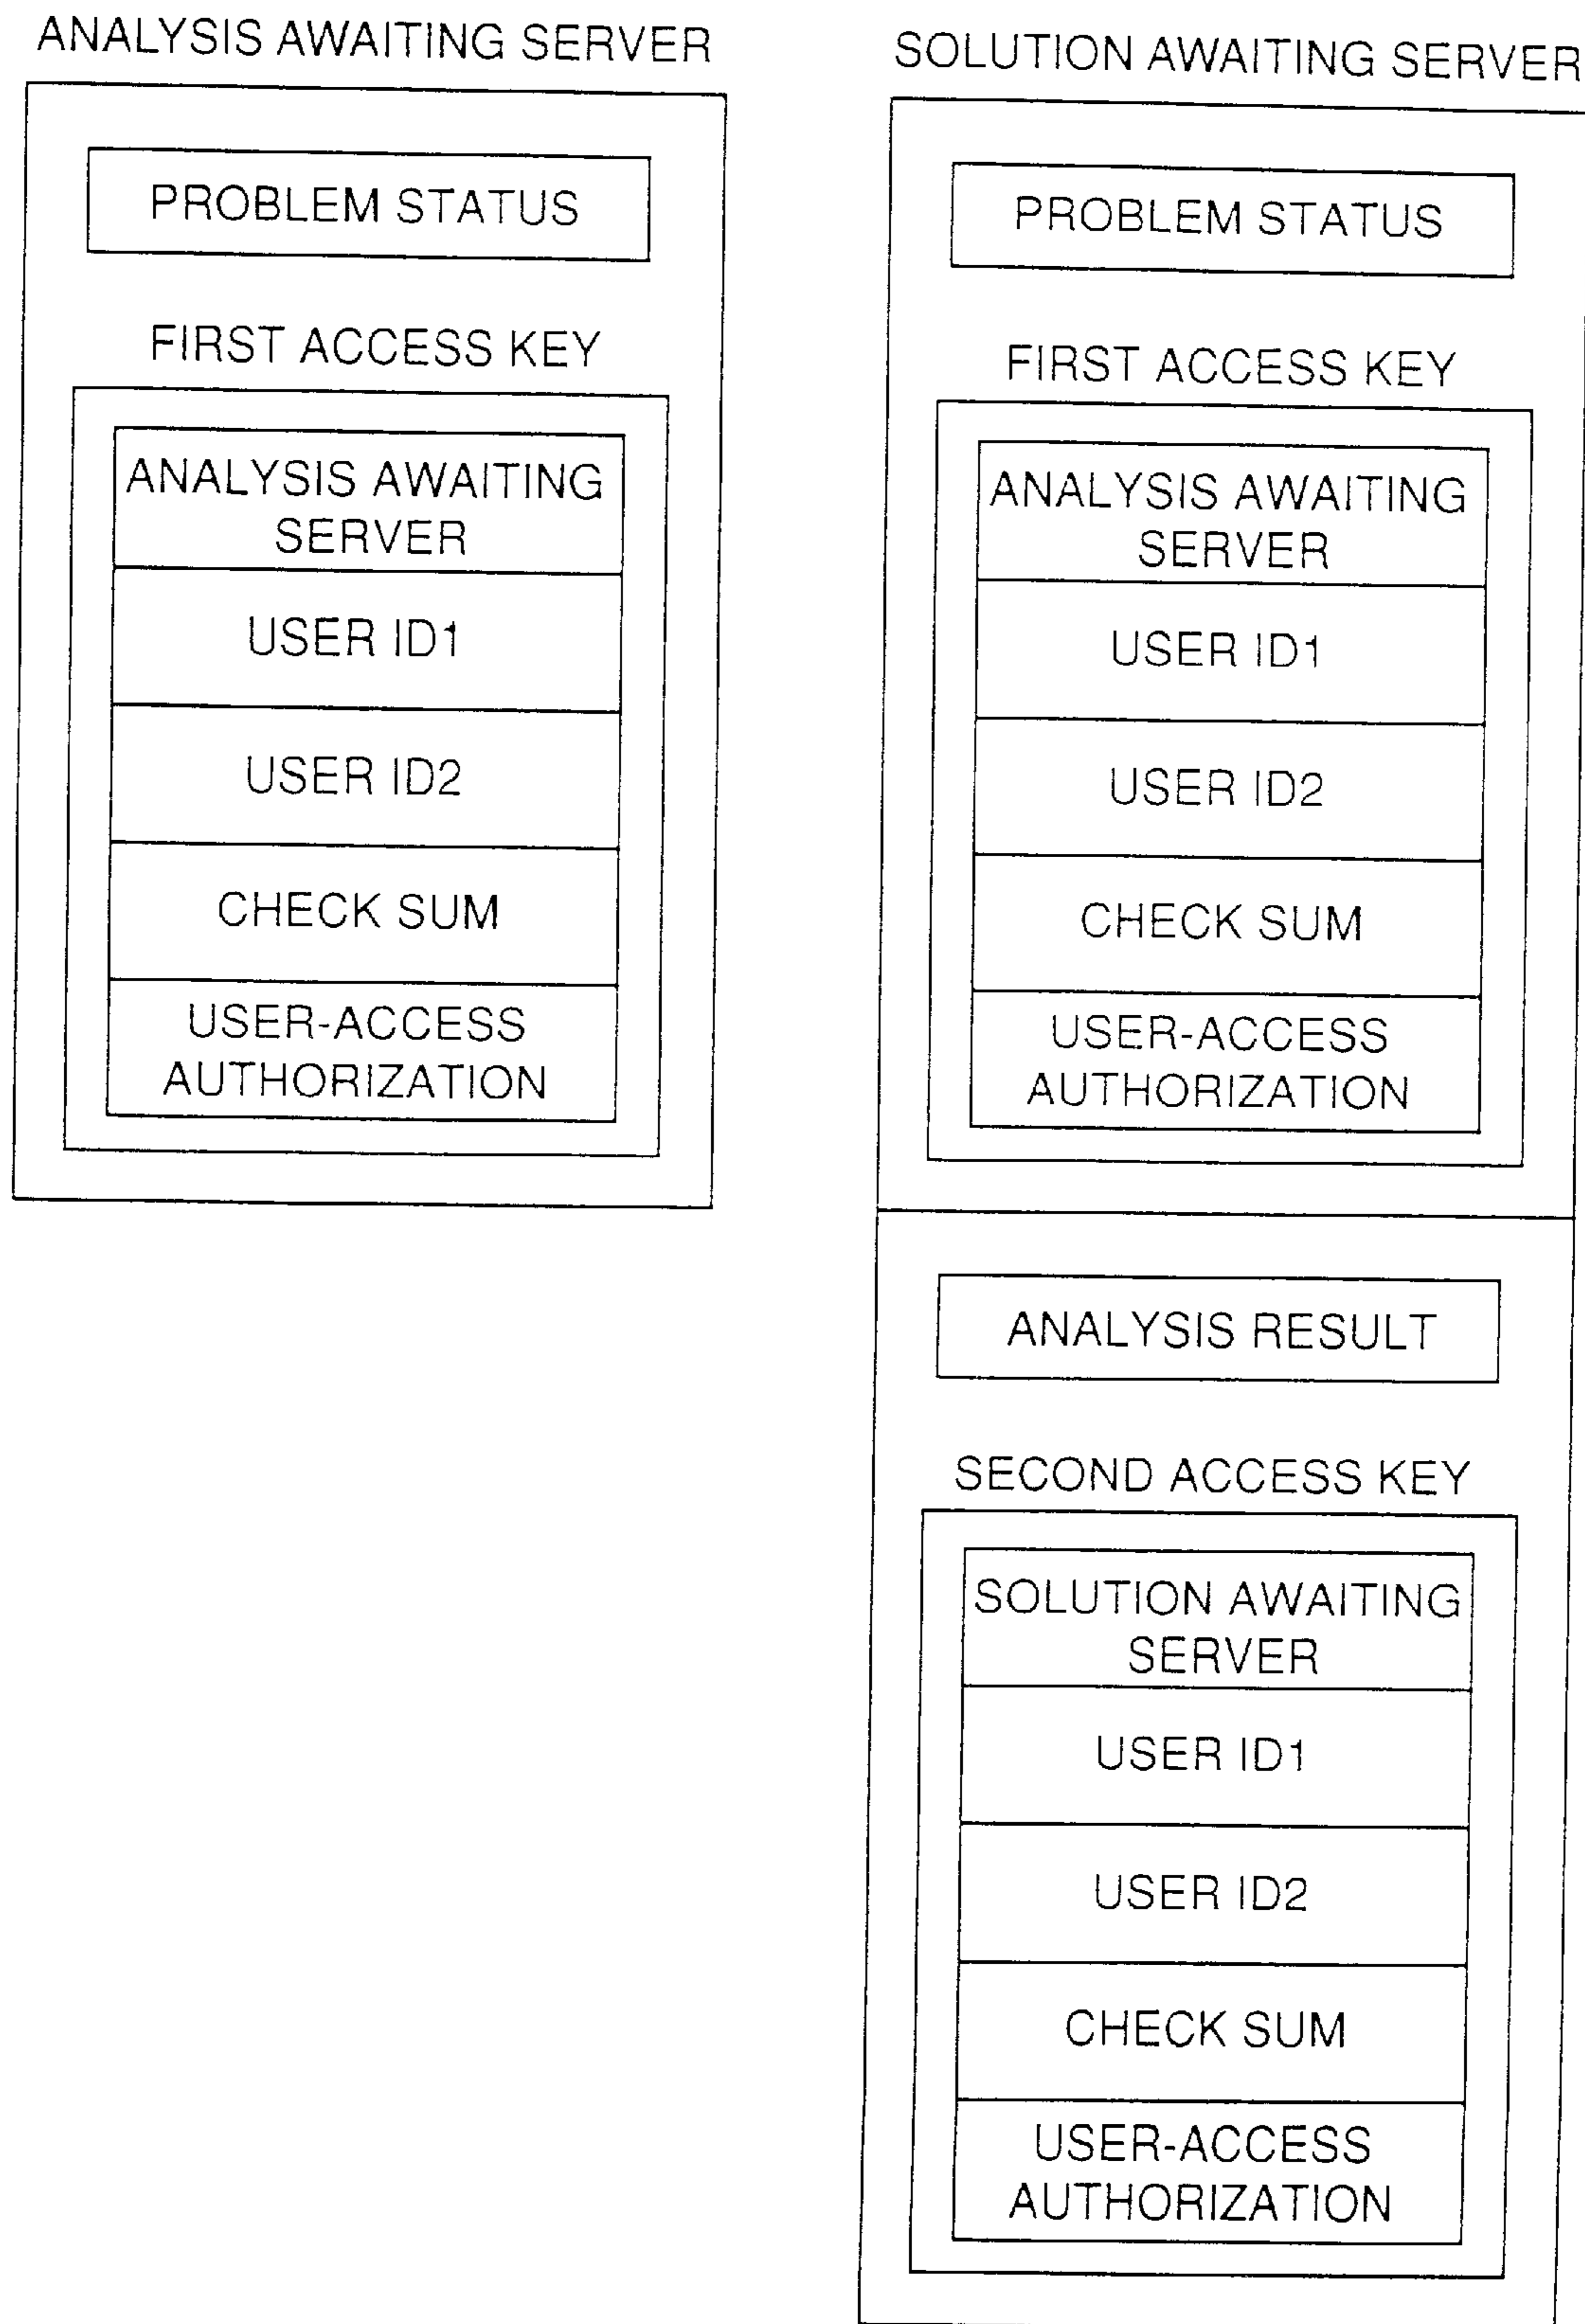 ANALYSIS AWAITING SERVER
PROBLEM STATUS
FIRST ACCESS KEY
ANALYSIS AWAITING
SERVER
USER ID1
USER ID2
CHECK SUM
USER-ACCESS
AUTHORIZATION
SOLUTION AWAITING SERVER
PROBLEM STATUS
FIRST ACCESS KEY
ANALYSIS AWAITING
SERVER
USER ID1
USER ID2
CHECK SUM
USER-ACCESS
AUTHORIZATION
ANALYSIS RESULT
SECOND ACCESS KEY
SOLUTION AWAITING
SERVER
USER ID1
USER ID2
CHECK SUM
USER-ACCESS
AUTHORIZATION